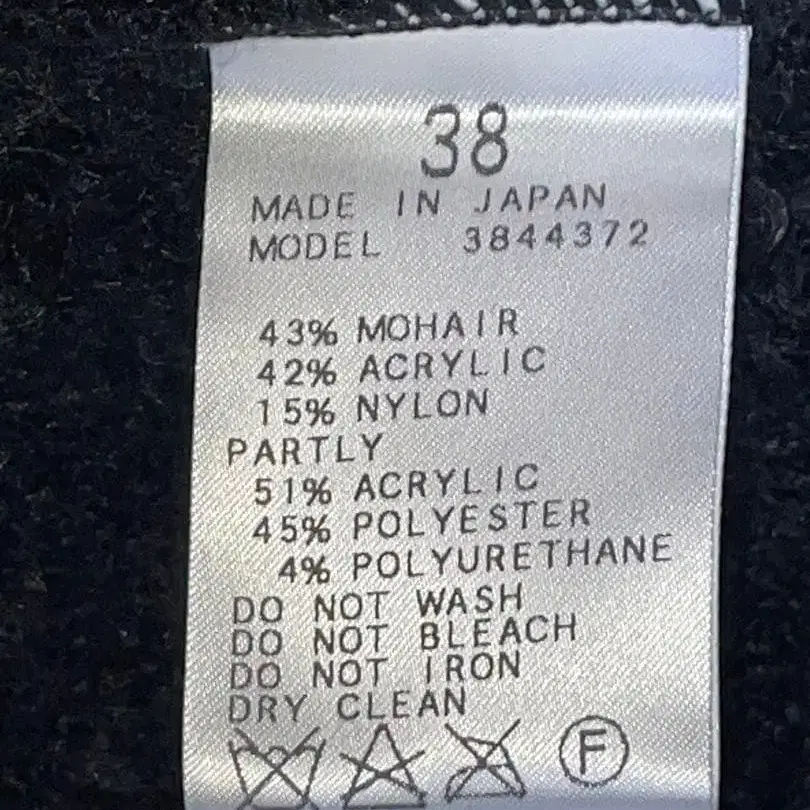 38
MADE IN JAPAN
MODEL 3844372
43% MOHAIR
42% ACRYLIC
15% NYLON
PARTLY
51% ACRYLIC
45% POLYESTER
4% POLYURETHANE
DO NOT WASH
DO NOT BLEACH
DO NOT IRON
DRY CLEAN
F